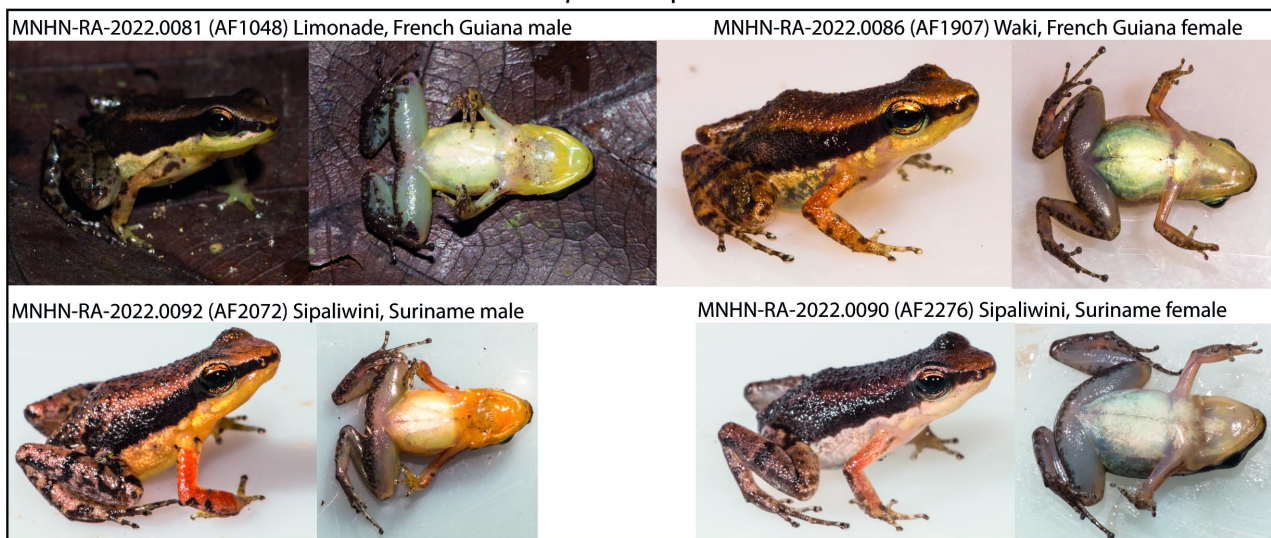 MNHN-RA-2022.0081 (AF1048) Limonade, French Guiana male
MNHN-RA-2022.0086 (AF1907) Waki, French Guiana female
MNHN-RA-2022.0092 (AF2072) Sipaliwini, Suriname male
MNHN-RA-2022.0090 (AF2276) Sipaliwini, Suriname female